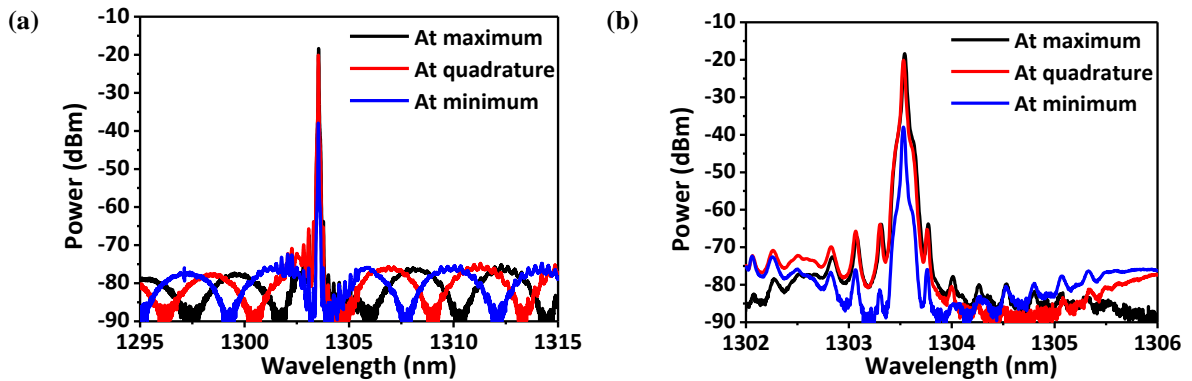 (a)
-10
-20
-30
-40
-50
-60
-70
-80
-90
Power (dBm)
At maximum
At quadrature
At minimum
1295
1300
1305
1310
1315
Wavelength (nm)
(b)
-10
-20
-30
-40
-50
-60
-70
-80
-90
Power (dBm)
At maximum
At quadrature
At minimum
1302
1303
1304
1305
1306
Wavelength (nm)